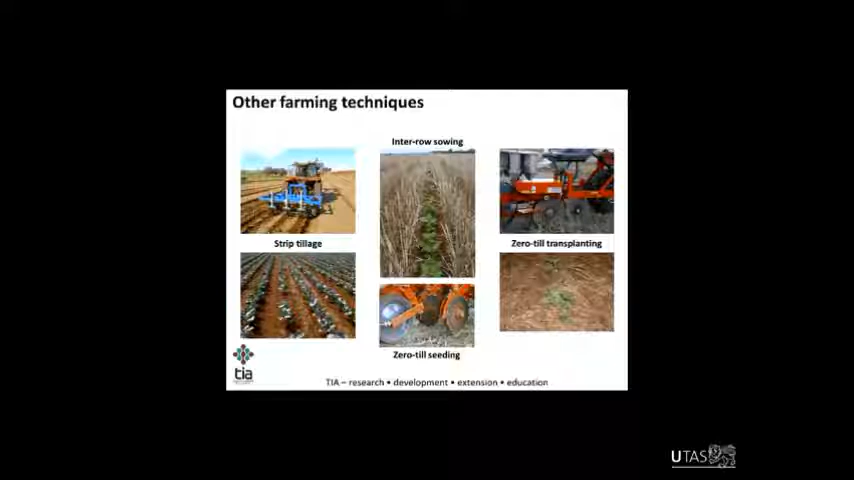 Other farming techniques
Inter-row sowing
Strip tillage
Zero-till transplanting
Zero-till seeding
tia
TIA – research • development • extension • education
UTAS